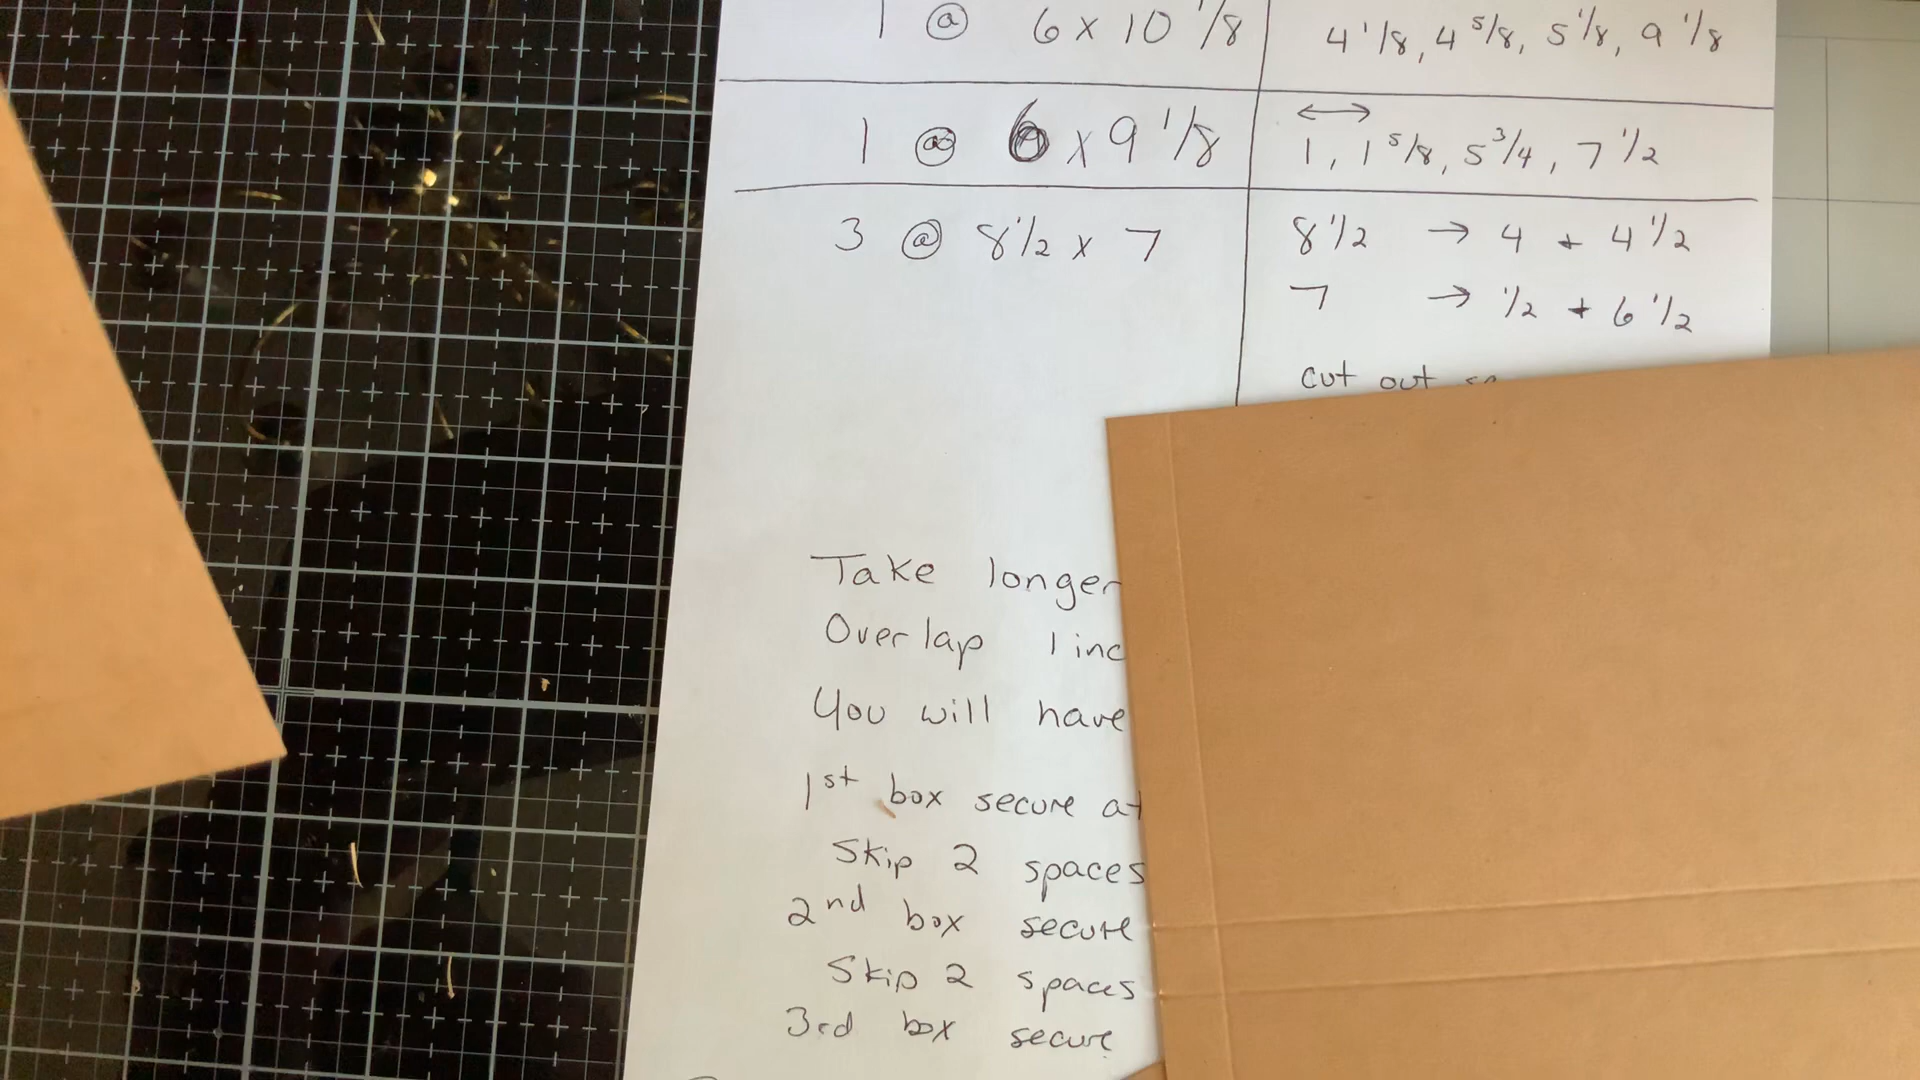 1 @ 6 x 10 1/8 4 1/8, 4 5/8, 5 1/8, 9 1/8
1 @ 6 x 9 1/8 ↔ 1, 1 5/8, 5 3/4, 7 1/2
3 @ 8 1/2 x 7 8 1/2 → 4 + 4 1/2
7 → 1/2 + 6 1/2
cut out
Take longer
Overlap 1 inc
You will have
1st box secure at
Skip 2 spaces
2nd box secure
Skip 2 spaces
3rd box secure